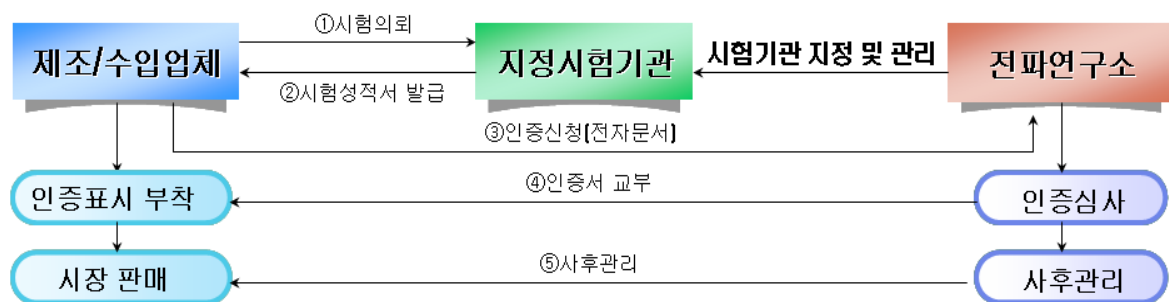 ①시험의뢰
제조/수입업체
지정시험기관
시험기관 지정 및 관리
전파연구소
②시험성적서 발급
③인증신청(전자문서)
인증표시 부착
④인증서 교부
인증심사
시장 판매
⑤사후관리
사후관리